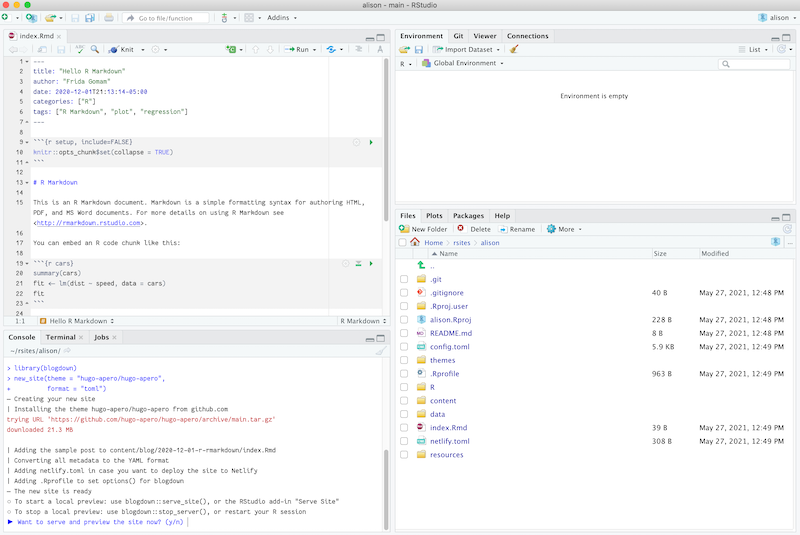 alison - main - RStudio
Go to file/function
Addins
alison
index.Rmd
Knit
Run
1 ---
2 title: "Hello R Markdown"
3 author: "Frida Gomam"
4 date: 2020-12-01T21:13:14-05:00
5 categories: ["R"]
6 tags: ["R Markdown", "plot", "regression"]
7 ---
8
9 ```{r setup, include=FALSE}
10 knitr::opts_chunk$set(collapse = TRUE)
11 ```
12
13 # R Markdown
14
15 This is an R Markdown document. Markdown is a simple formatting syntax for authoring HTML,
PDF, and MS Word documents. For more details on using R Markdown see
<http://rmarkdown.rstudio.com>.
16
17 You can embed an R code chunk like this:
18
19 ```{r cars}
20 summary(cars)
21 fit <- lm(dist ~ speed, data = cars)
22 fit
23 ```
24
1:1 Hello R Markdown R Markdown
Console Terminal Jobs
~/rsites/alison/
> library(blogdown)
> new_site(theme = "hugo-apero/hugo-apero",
+ format = "toml")
― Creating your new site
| Installing the theme hugo-apero/hugo-apero from github.com
trying URL 'https://github.com/hugo-apero/hugo-apero/archive/main.tar.gz'
downloaded 21.3 MB
| Adding the sample post to content/blog/2020-12-01-r-rmarkdown/index.Rmd
| Converting all metadata to the YAML format
| Adding netlify.toml in case you want to deploy the site to Netlify
| Adding .Rprofile to set options() for blogdown
― The new site is ready
○ To start a local preview: use blogdown::serve_site(), or the RStudio add-in "Serve Site"
○ To stop a local preview: use blogdown::stop_server(), or restart your R session
► Want to serve and preview the site now? (y/n)
Environment Git Viewer Connections
Import Dataset List
R Global Environment
Environment is empty
Files Plots Packages Help
New Folder Delete Rename More
Home rsites alison ...
Name Size Modified
..
.git
.gitignore 40 B May 27, 2021, 12:48 PM
.Rproj.user
alison.Rproj 228 B May 27, 2021, 12:48 PM
README.md 8 B May 27, 2021, 12:48 PM
config.toml 5.9 KB May 27, 2021, 12:49 PM
themes
.Rprofile 963 B May 27, 2021, 12:49 PM
R
content
data
index.Rmd 39 B May 27, 2021, 12:49 PM
netlify.toml 308 B May 27, 2021, 12:49 PM
resources